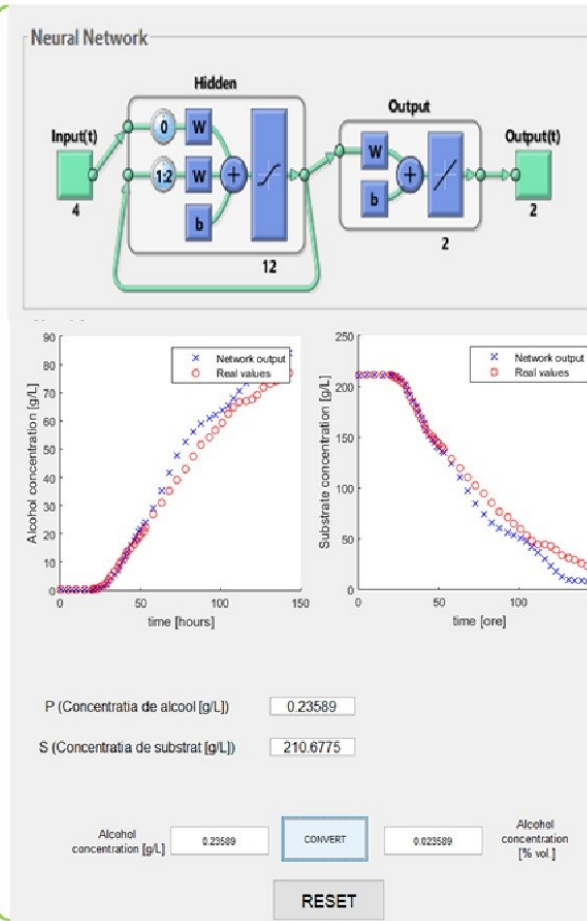 Neural Network
Hidden
Output
Input(t)
0
W
1:2
W
b
W
b
Output(t)
4
12
2
2
90
80
70
60
50
40
30
20
10
0
Alcohol concentration [g/L]
Network output
Real values
0
50
100
150
time [hours]
250
200
150
100
50
0
Substrate concentration [g/L]
Network output
Real values
0
50
100
time [ore]
P (Concentratia de alcool [g/L])
0.23589
S (Concentratia de substrat [g/L])
210.6775
Alcohol
concentration [g/L]
0.23589
CONVERT
0.023589
Alcohol
concentration
[% vol.]
RESET